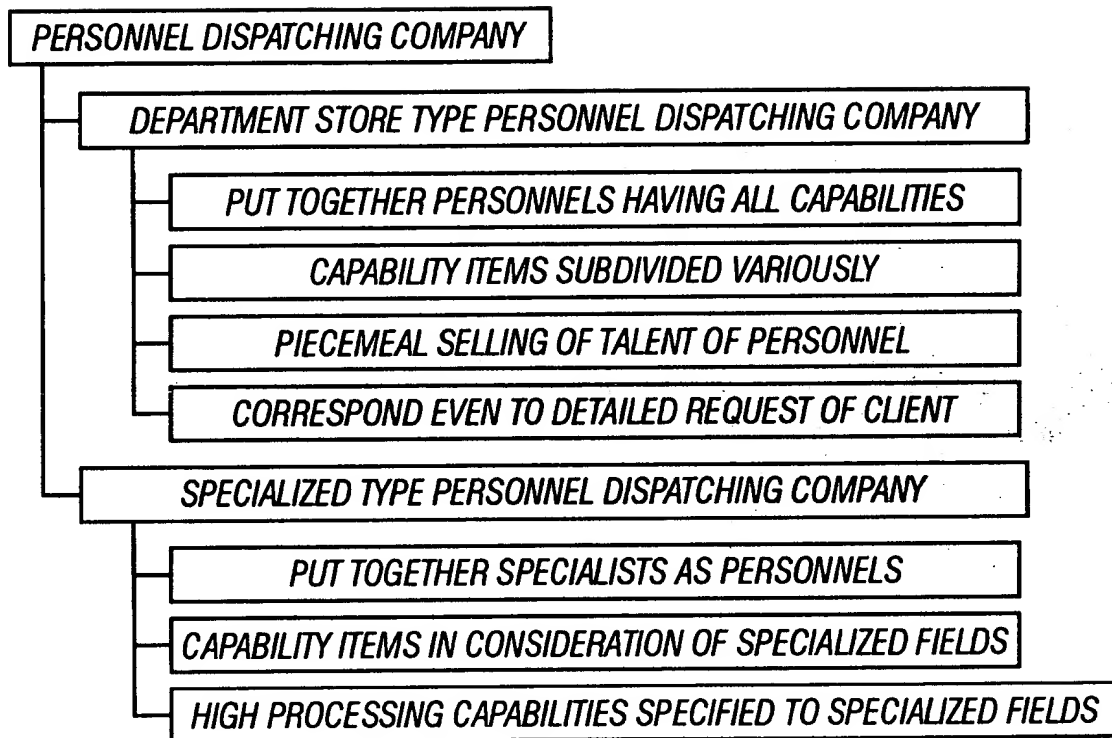 PERSONNEL DISPATCHING COMPANY
DEPARTMENT STORE TYPE PERSONNEL DISPATCHING COMPANY
PUT TOGETHER PERSONNELS HAVING ALL CAPABILITIES
CAPABILITY ITEMS SUBDIVIDED VARIOUSLY
PIECEMEAL SELLING OF TALENT OF PERSONNEL
CORRESPOND EVEN TO DETAILED REQUEST OF CLIENT
SPECIALIZED TYPE PERSONNEL DISPATCHING COMPANY
PUT TOGETHER SPECIALISTS AS PERSONNELS
CAPABILITY ITEMS IN CONSIDERATION OF SPECIALIZED FIELDS
HIGH PROCESSING CAPABILITIES SPECIFIED TO SPECIALIZED FIELDS